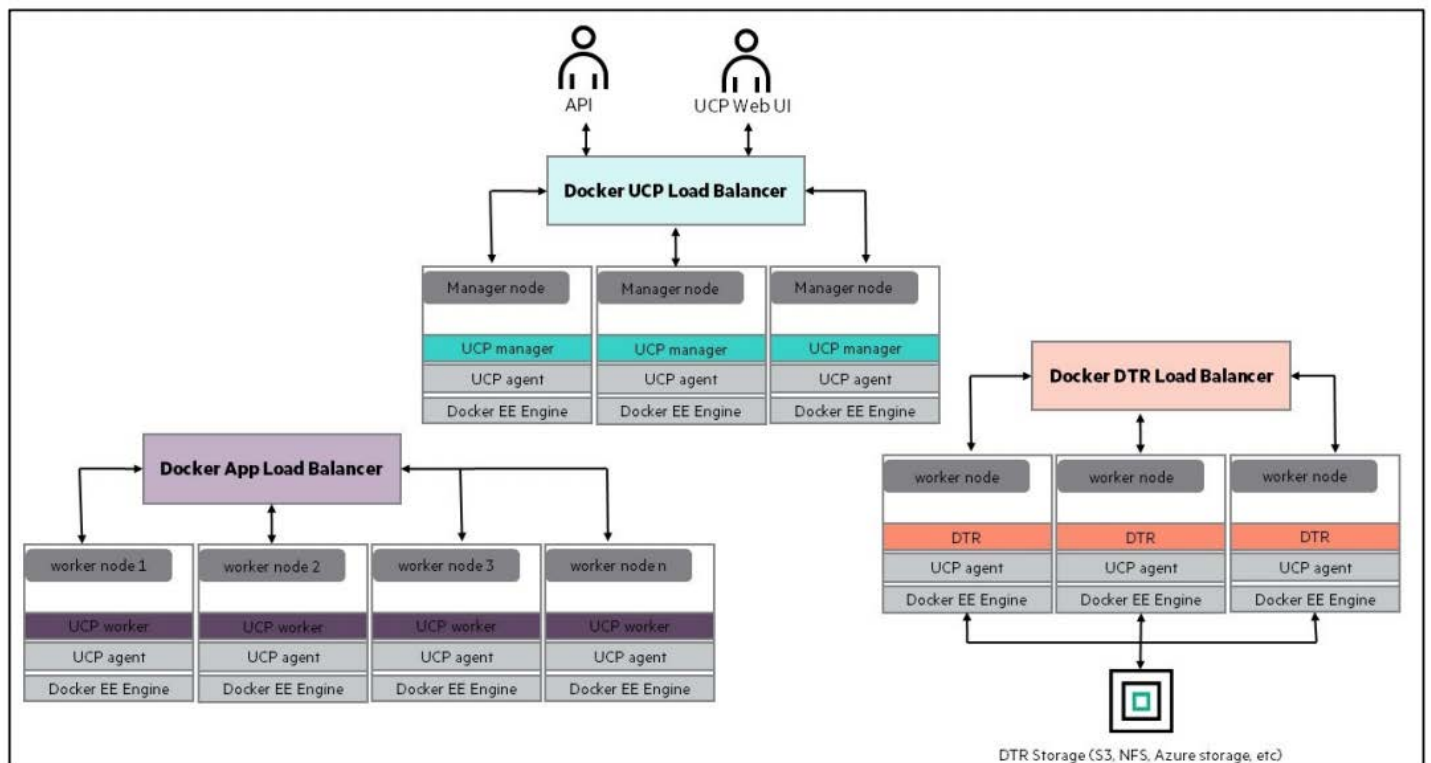 API
UCP Web UI
Docker UCP Load Balancer
Manager node
Manager node
Manager node
UCP manager
UCP manager
UCP manager
UCP agent
UCP agent
UCP agent
Docker EE Engine
Docker EE Engine
Docker EE Engine
Docker DTR Load Balancer
worker node
worker node
worker node
DTR
DTR
DTR
UCP agent
UCP agent
UCP agent
Docker EE Engine
Docker EE Engine
Docker EE Engine
DTR Storage (S3, NFS, Azure storage, etc)
Docker App Load Balancer
worker node 1
worker node 2
worker node 3
worker node n
UCP worker
UCP worker
UCP worker
UCP worker
UCP agent
UCP agent
UCP agent
UCP agent
Docker EE Engine
Docker EE Engine
Docker EE Engine
Docker EE Engine